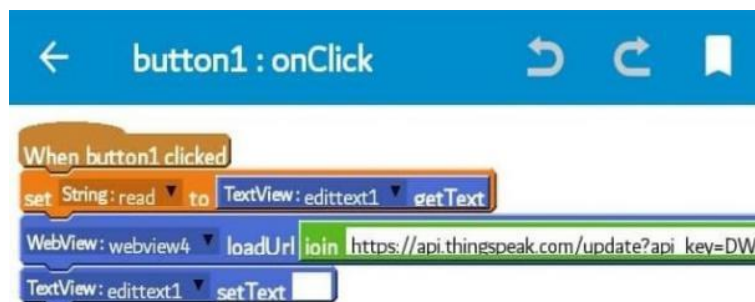 button1 : onClick
When button1 clicked
set String: read to TextView: edittext1 getText
WebView: webview4 loadUrl join https://api.thingspeak.com/update?api_key=DW
TextView: edittext1 setText